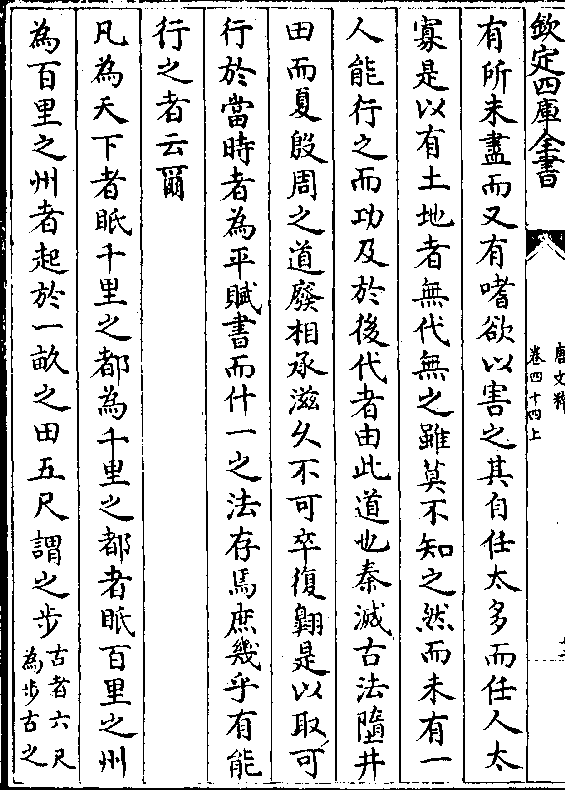 欽定四庫全書
唐文粹
卷四十四上
有所未盡而又有嗜欲以害之其自任太多而任人太
寡是以有土地者無代無之雖莫不知之然而未有一
人能行之而功及於後代者由此道也秦滅古法隳井
田而夏殷周之道廢相承滋久不可卒復翺是以取可
行於當時者為平賦書而什一之法存焉庶幾乎有能
行之者云爾
凡為天下者眡千里之都為千里之都者眡百里之州
為百里之州者起於一畝之田五尺謂之步古者六尺
為步古之